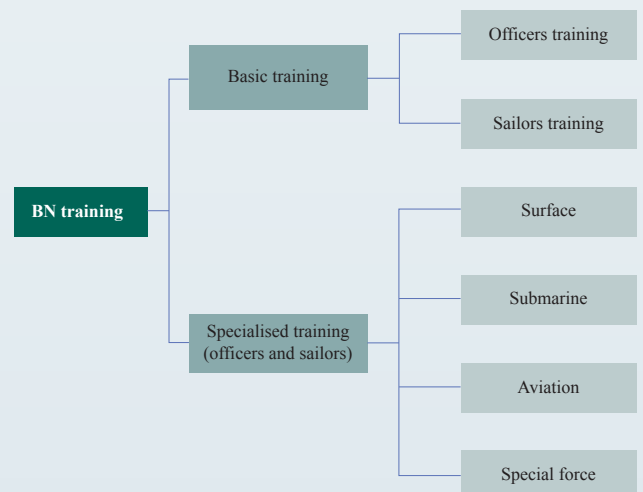 BN training
Basic training
Officers training
Sailors training
Specialised training
(officers and sailors)
Surface
Submarine
Aviation
Special force